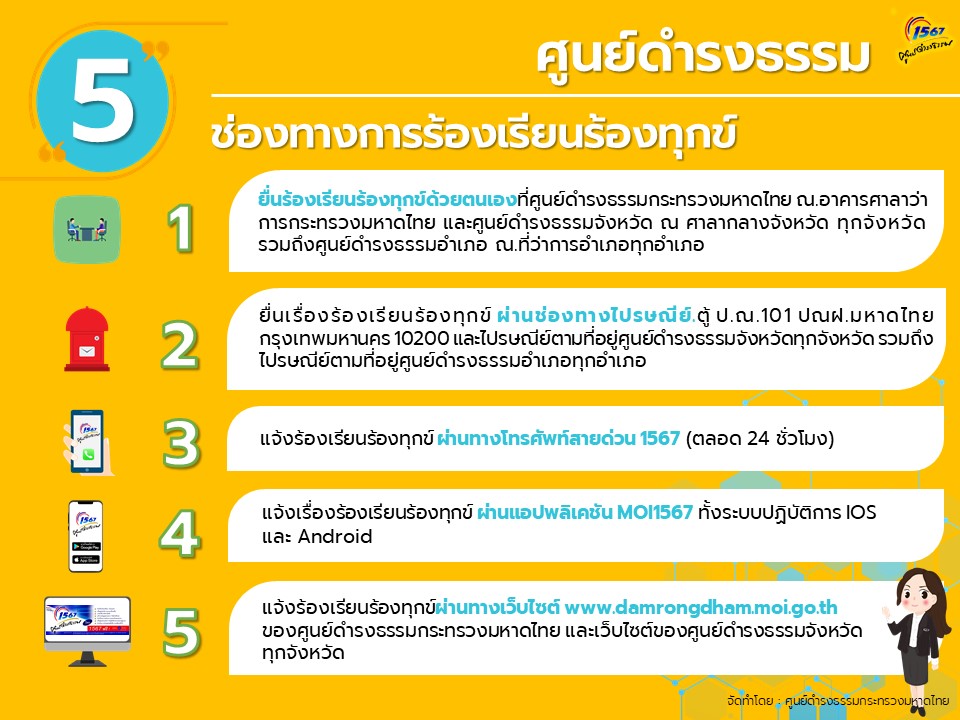 5
ศูนย์ดำรงธรรม
1567
ศูนย์ดำรงธรรม
ช่องทางการร้องเรียนร้องทุกข์
1
ยื่นร้องเรียนร้องทุกข์ด้วยตนเองที่ศูนย์ดำรงธรรมกระทรวงมหาดไทย ณ.อาคารศาลาว่า
การกระทรวงมหาดไทย และศูนย์ดำรงธรรมจังหวัด ณ ศาลากลางจังหวัด ทุกจังหวัด
รวมถึงศูนย์ดำรงธรรมอำเภอ ณ.ที่ว่าการอำเภอทุกอำเภอ
2
ยื่นเรื่องร้องเรียนร้องทุกข์ ผ่านช่องทางไปรษณีย์.ตู้ ป.ณ.101 ปณฝ.มหาดไทย
กรุงเทพมหานคร 10200 และไปรษณีย์ตามที่อยู่ศูนย์ดำรงธรรมจังหวัดทุกจังหวัด รวมถึง
ไปรษณีย์ตามที่อยู่ศูนย์ดำรงธรรมอำเภอทุกอำเภอ
1567
3
แจ้งร้องเรียนร้องทุกข์ ผ่านทางโทรศัพท์สายด่วน 1567 (ตลอด 24 ชั่วโมง)
1567
ศูนย์ดำรงธรรม
Google Play
App Store
4
แจ้งเรื่องร้องเรียนร้องทุกข์ ผ่านแอปพลิเคชัน MOI1567 ทั้งระบบปฏิบัติการ IOS
และ Android
1567
5
แจ้งร้องเรียนร้องทุกข์ผ่านทางเว็บไซต์ www.damrongdham.moi.go.th
ของศูนย์ดำรงธรรมกระทรวงมหาดไทย และเว็บไซต์ของศูนย์ดำรงธรรมจังหวัด
ทุกจังหวัด
จัดทำโดย : ศูนย์ดำรงธรรมกระทรวงมหาดไทย